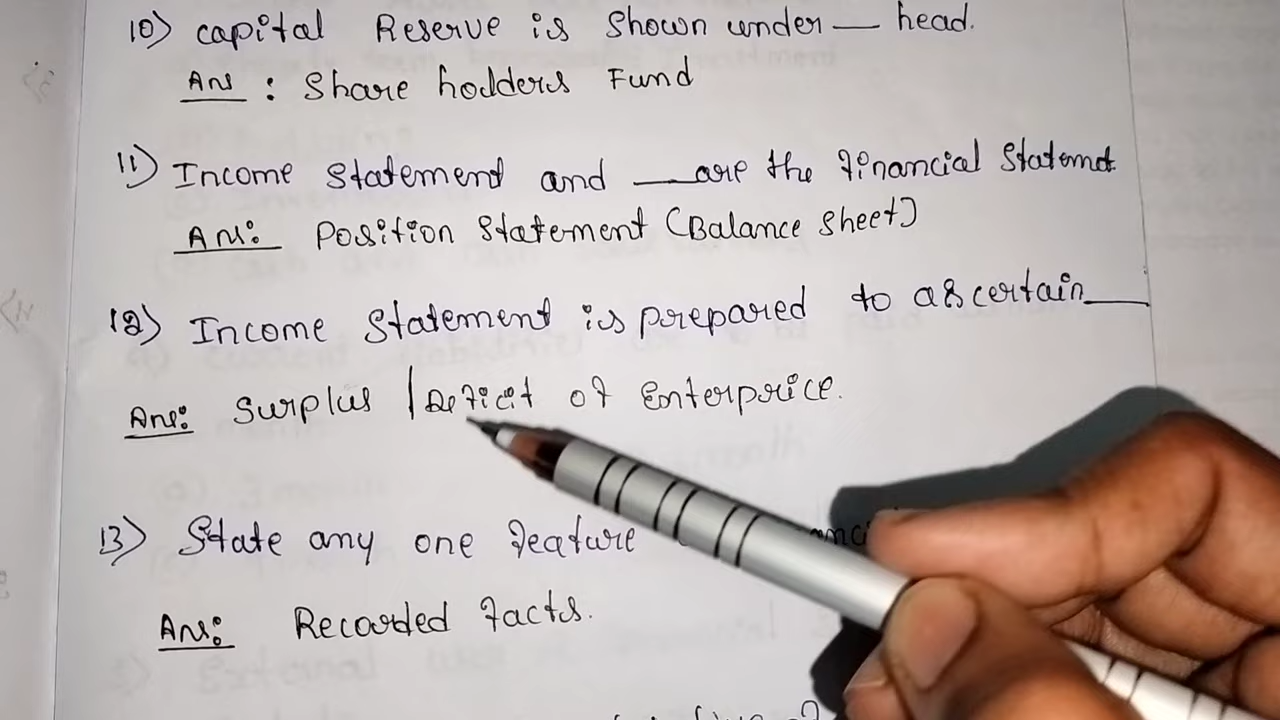 10) Capital Reserve is shown under — head.
Ans : Share hodders Fund
11) Income Statement and — are the Financial Statemet
Ans: Position Statement (Balance Sheet)
12) Income Statement is prepared to ascertain —
Ans: Surplus / Deficit of Enterprice.
13) State any one feature
Ans: Recorded facts.